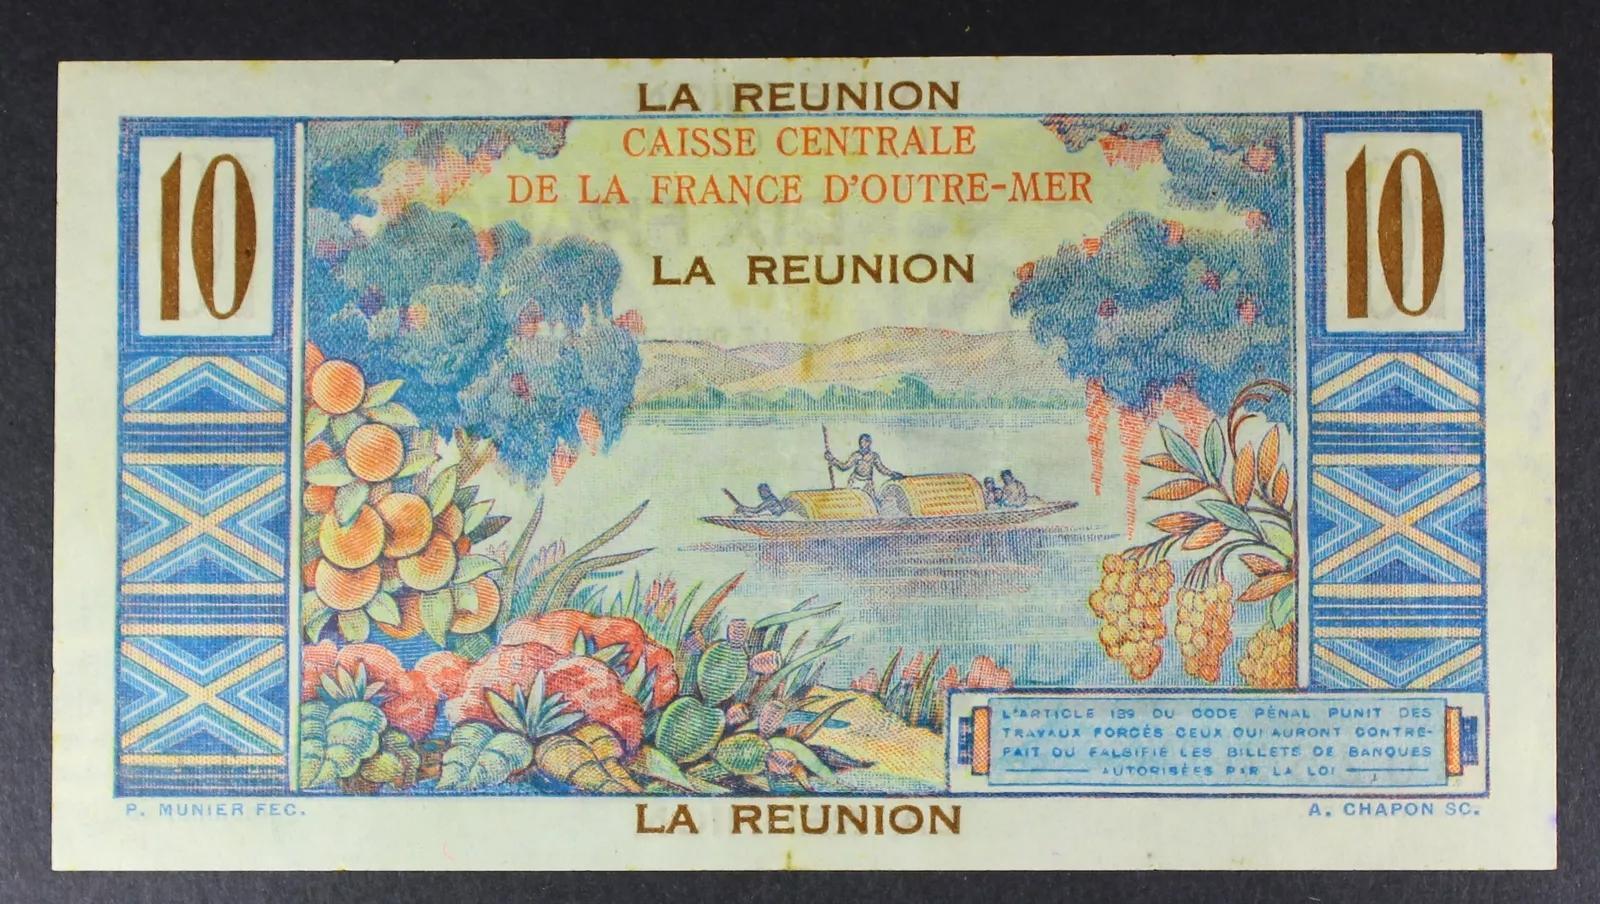 LA REUNION
CAISSE CENTRALE
DE LA FRANCE D'OUTRE-MER
LA REUNION
10
10
L'ARTICLE 139 DU CODE PÉNAL PUNIT DES
TRAVAUX FORCÉS CEUX QUI AURONT CONTRE-
FAIT OU FALSIFIÉ LES BILLETS DE BANQUES
AUTORISÉES PAR LA LOI
P. MUNIER FEC.
LA REUNION
A. CHAPON SC.